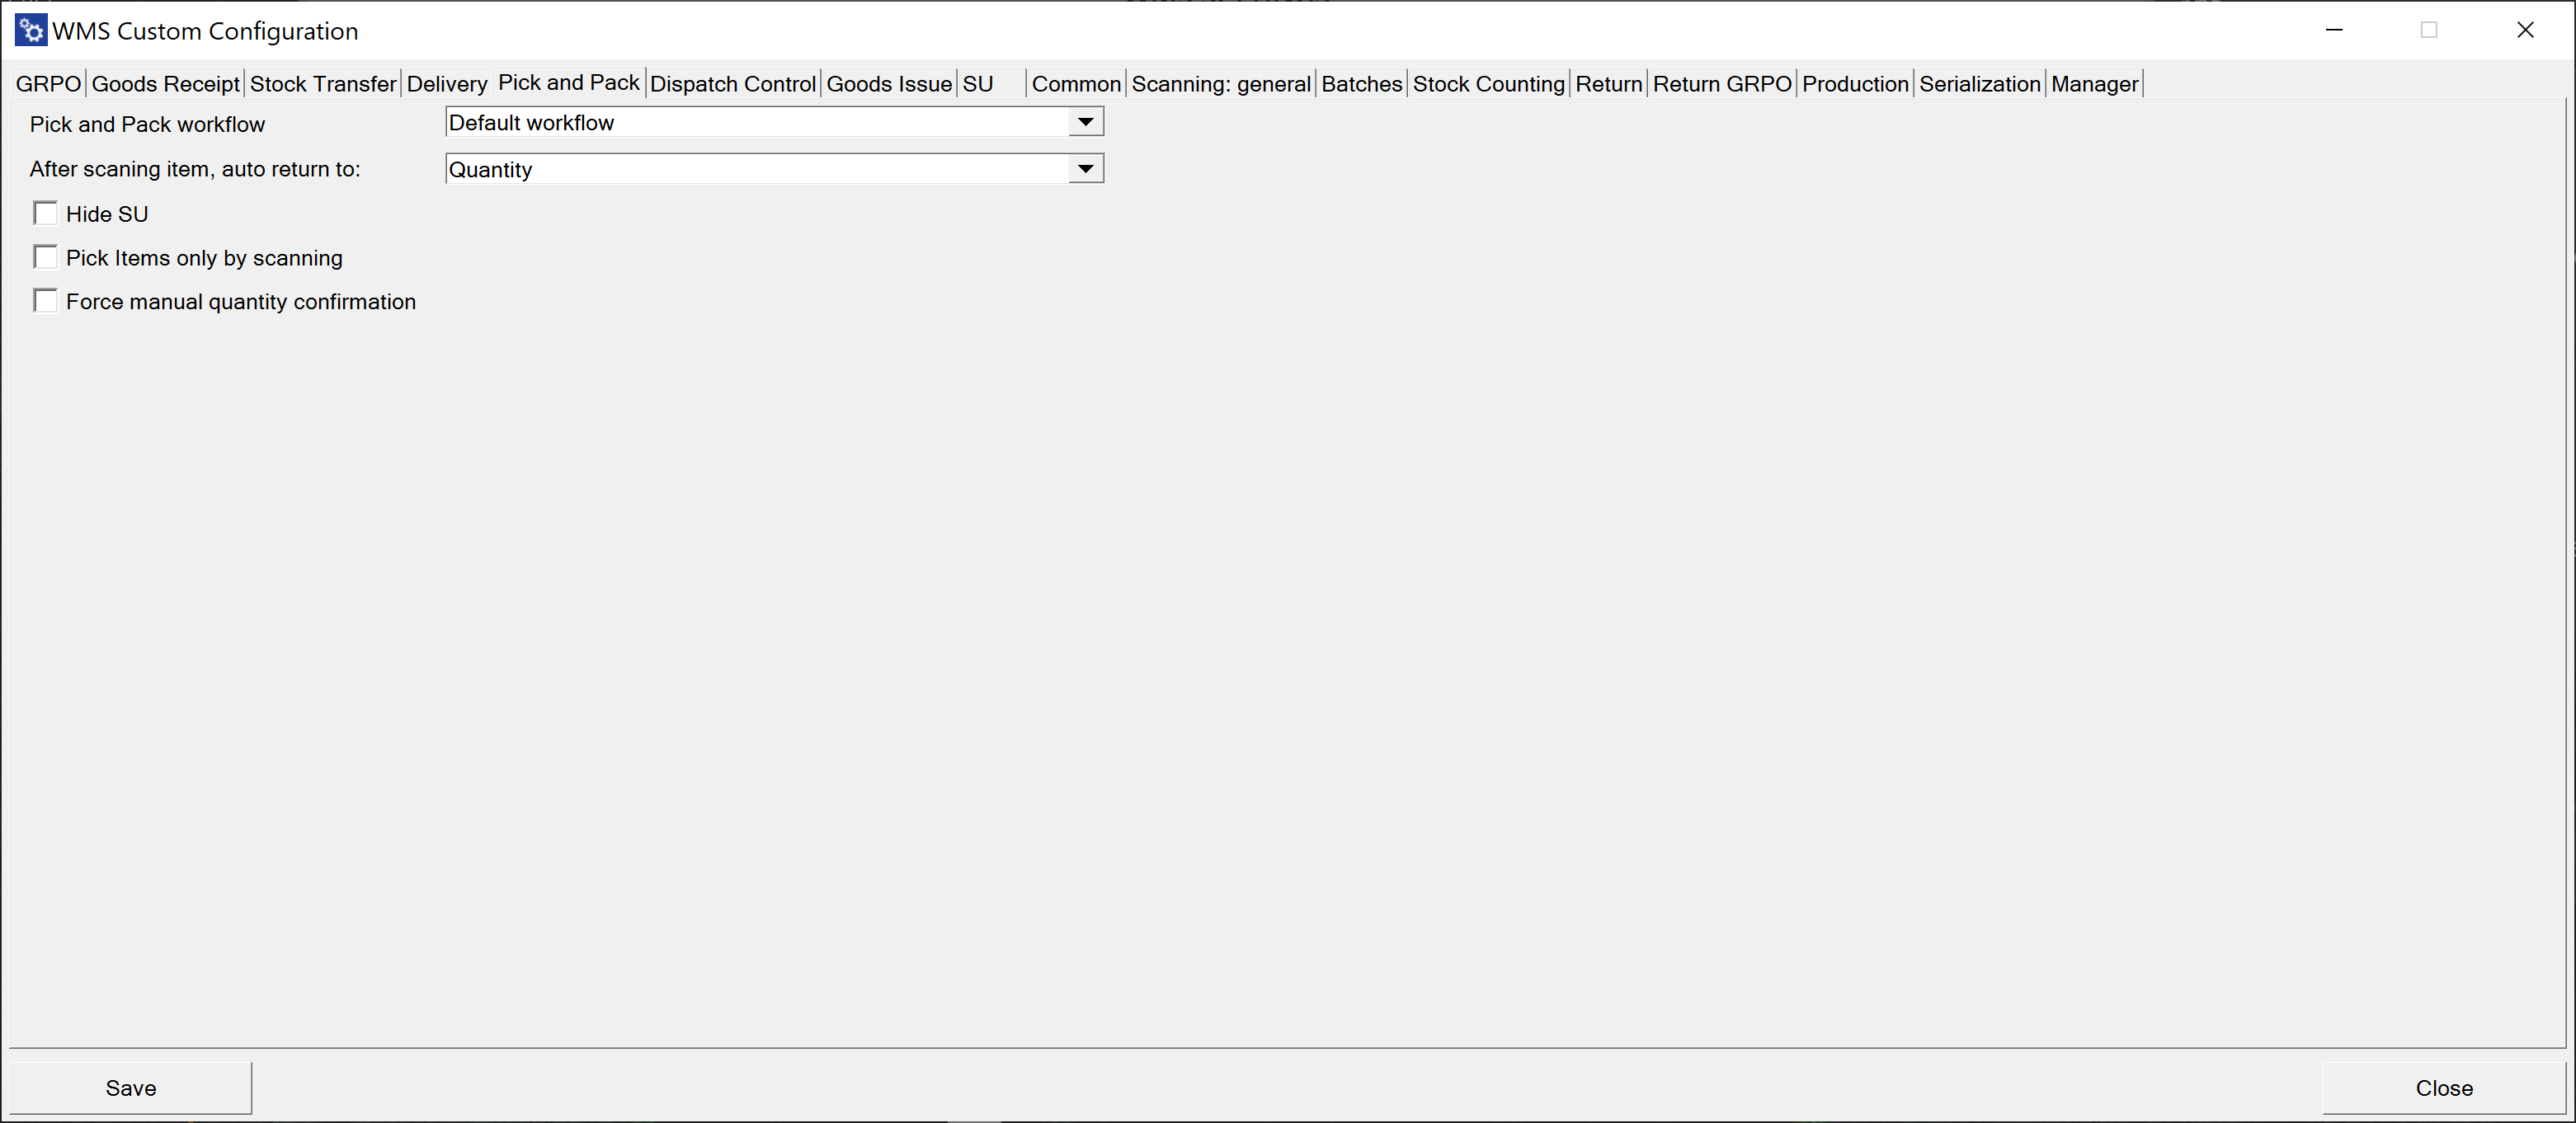 WMS Custom Configuration
GRPO Goods Receipt Stock Transfer Delivery Pick and Pack Dispatch Control Goods Issue SU Common Scanning: general Batches Stock Counting Return Return GRPO Production Serialization Manager
Pick and Pack workflow Default workflow
After scaning item, auto return to: Quantity
Hide SU
Pick Items only by scanning
Force manual quantity confirmation
Save Close